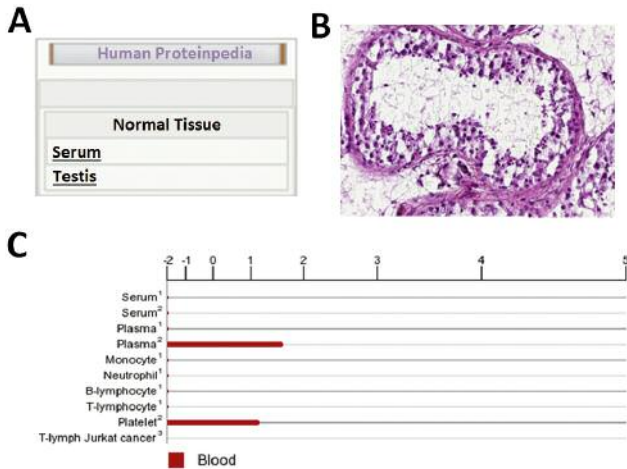 A
Human Proteinpedia
Normal Tissue
Serum
Testis
B
C
-2 -1 0 1 2 3 4 5
Serum¹
Serum²
Plasma¹
Plasma²
Monocyte¹
Neutrophil¹
B-lymphocyte¹
T-lymphocyte¹
Platelet²
T-lymph Jurkat cancer³
Blood